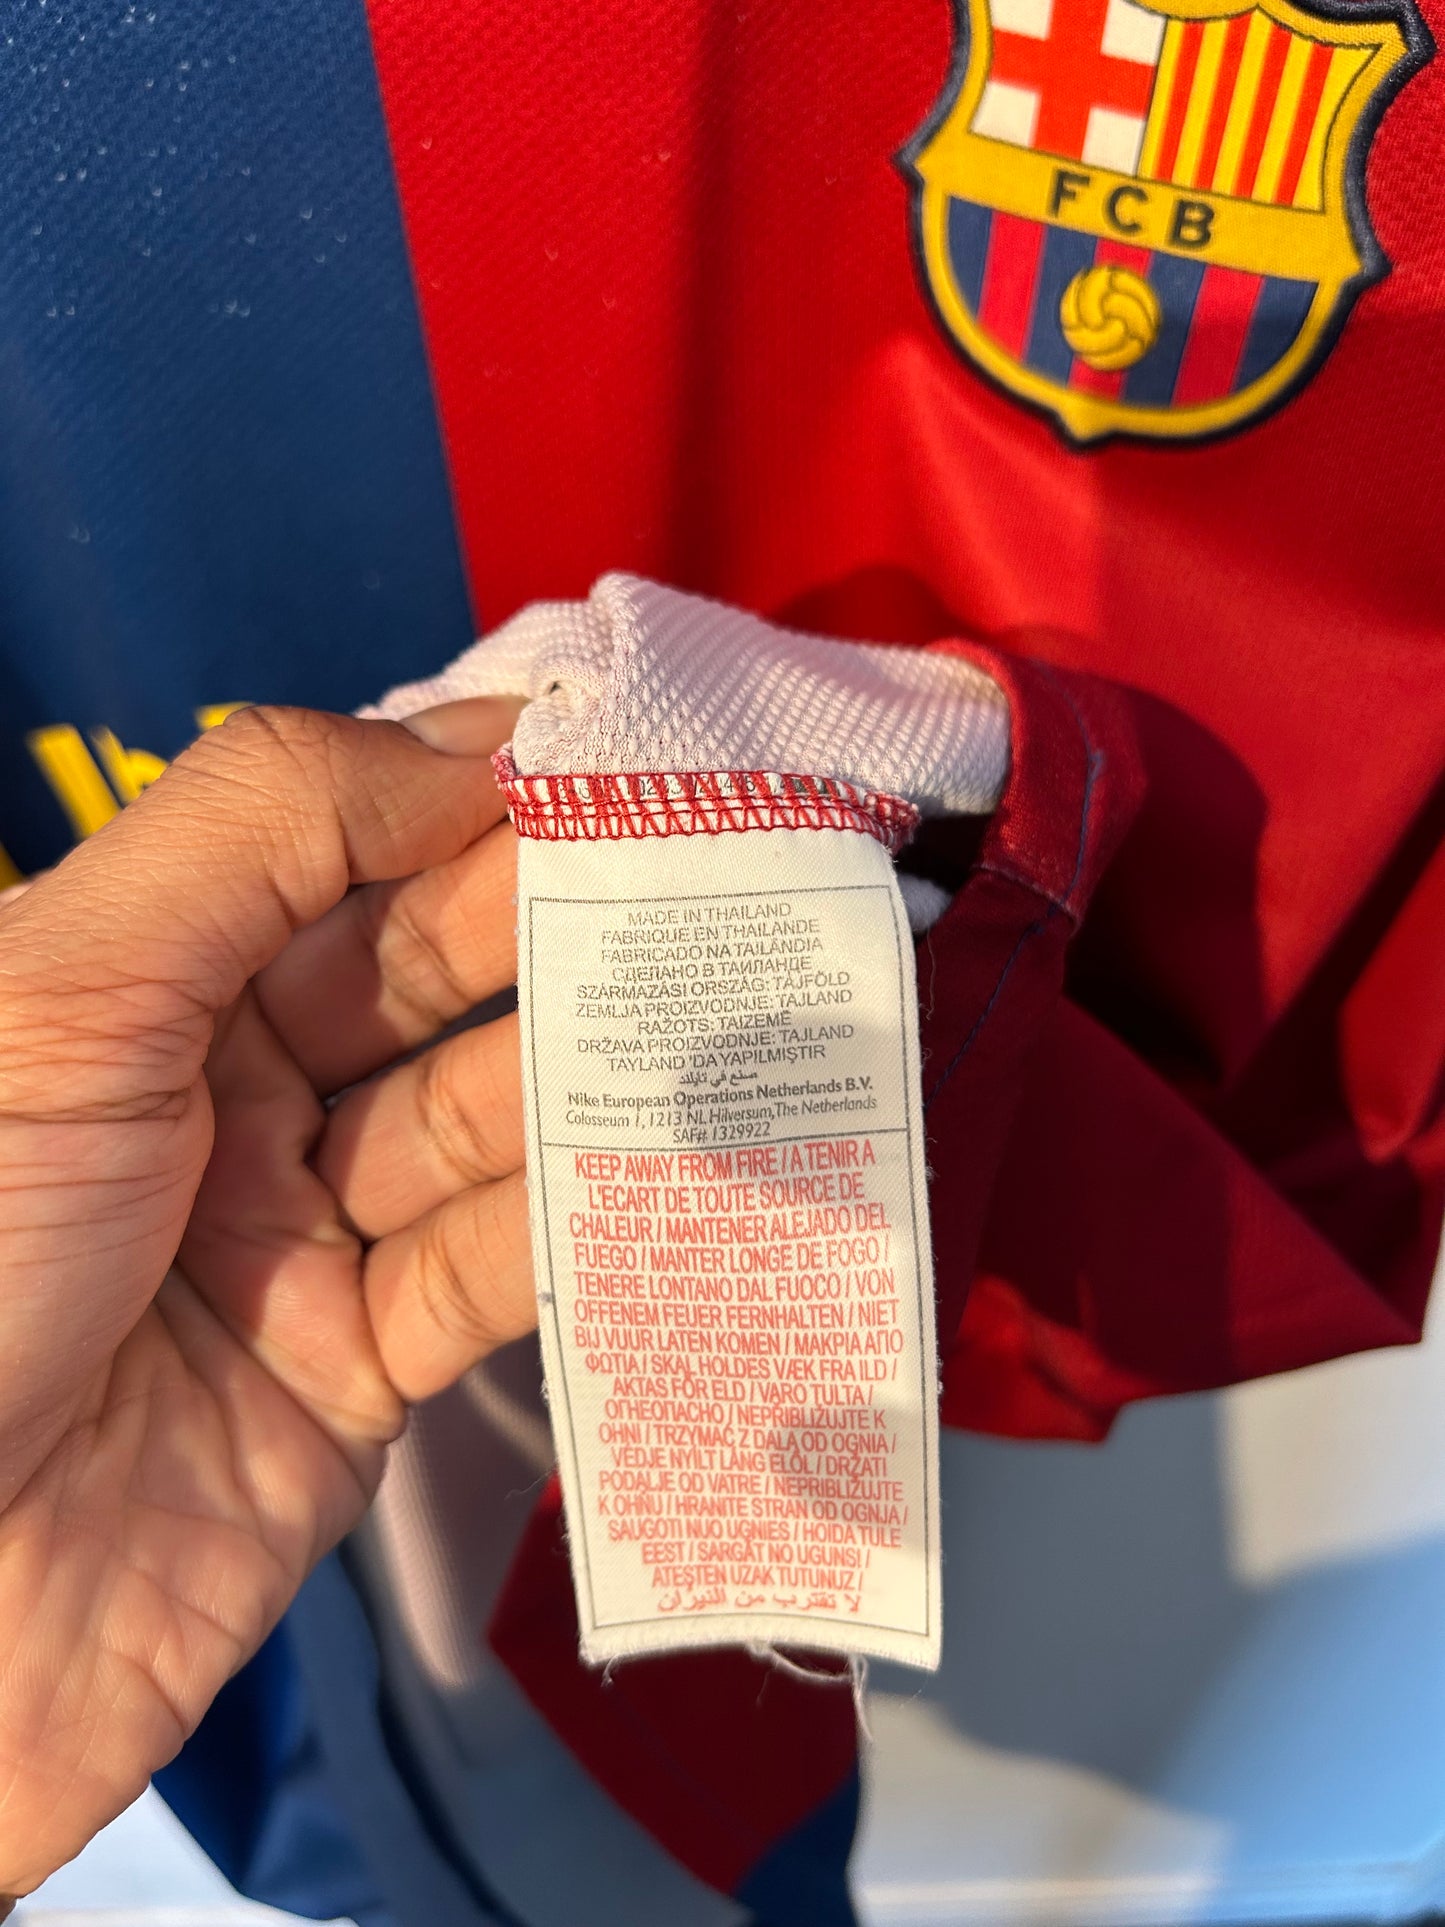 FCB
MADE IN THAILAND
FABRIQUE EN THAILANDE
FABRICADO NA TAILÂNDIA
СДЕЛАНО В ТАИЛАНДЕ
SZÁRMAZÁSI ORSZÁG: TAJFÖLD
ZEMLJA PROIZVODNJE: TAJLAND
RAŽOTS: TAIZEMĒ
DRŽAVA PROIZVODNJE: TAJLAND
TAYLAND 'DA YAPILMIŞTIR
صنع في تايلاند
Nike European Operations Netherlands B.V.
Colosseum 1, 1213 NL Hilversum, The Netherlands
SAF# 1329922
KEEP AWAY FROM FIRE / A TENIR A
L'ECART DE TOUTE SOURCE DE
CHALEUR / MANTENER ALEJADO DEL
FUEGO / MANTER LONGE DE FOGO /
TENERE LONTANO DAL FUOCO / VON
OFFENEM FEUER FERNHALTEN / NIET
BIJ VUUR LATEN KOMEN / ΜΑΚΡΙΑ ΑΠΟ
ΦΩΤΙΑ / SKAL HOLDES VÆK FRA ILD /
AKTAS FÖR ELD / VARO TULTA /
ОГНЕОПАСНО / NEPŘIBLIŽUJTE K
OHNI / TRZYMAĆ Z DALA OD OGNIA /
VÉDJE NYÍLT LÁNG ELŐL / DRŽATI
PODALJE OD VATRE / NEPRIBLIŽUJTE
K OHŇU / HRANITE STRAN OD OGNJA /
SAUGOTI NUO UGNIES / HOIDA TULE
EEST / SARGĀT NO UGUNS! /
ATEŞTEN UZAK TUTUNUZ /
لا تقترب من النيران